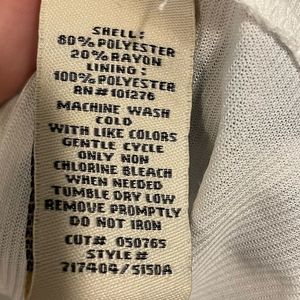 SHELL:
80% POLYESTER
20% RAYON
LINING:
100% POLYESTER
RN# 101276
MACHINE WASH
COLD
WITH LIKE COLORS
GENTLE CYCLE
ONLY NON
CHLORINE BLEACH
WHEN NEEDED
TUMBLE DRY LOW
REMOVE PROMPTLY
DO NOT IRON
CUT# 050765
STYLE#
717404/S150A